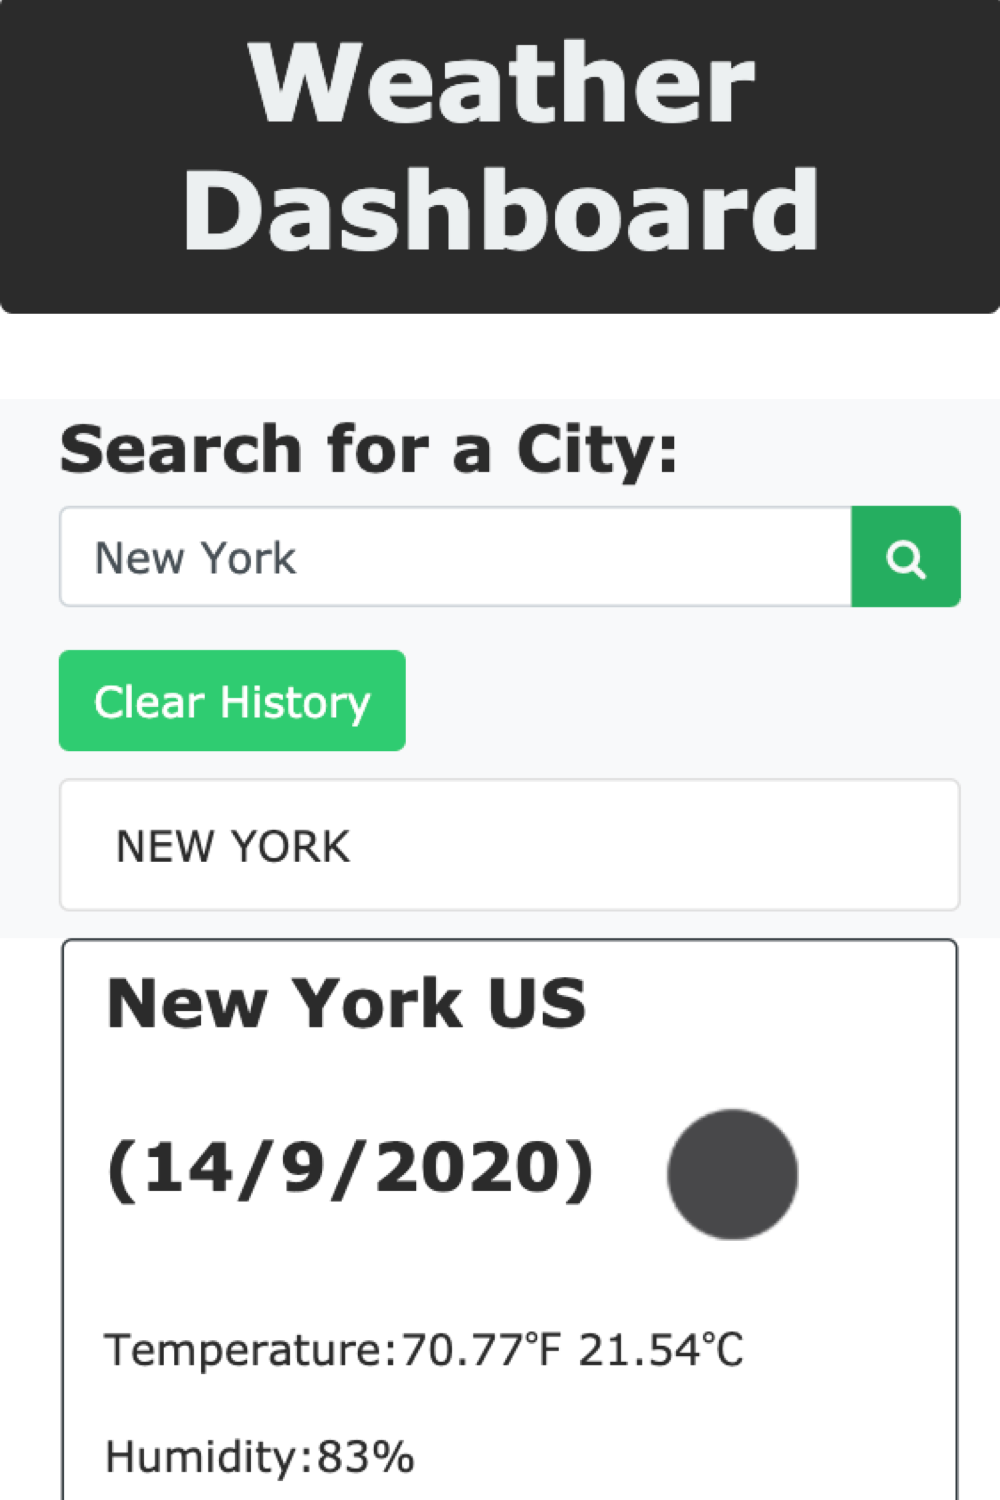 Weather
Dashboard
Search for a City:
New York
Clear History
NEW YORK
New York US
(14/9/2020)
Temperature:70.77°F 21.54℃
Humidity:83%